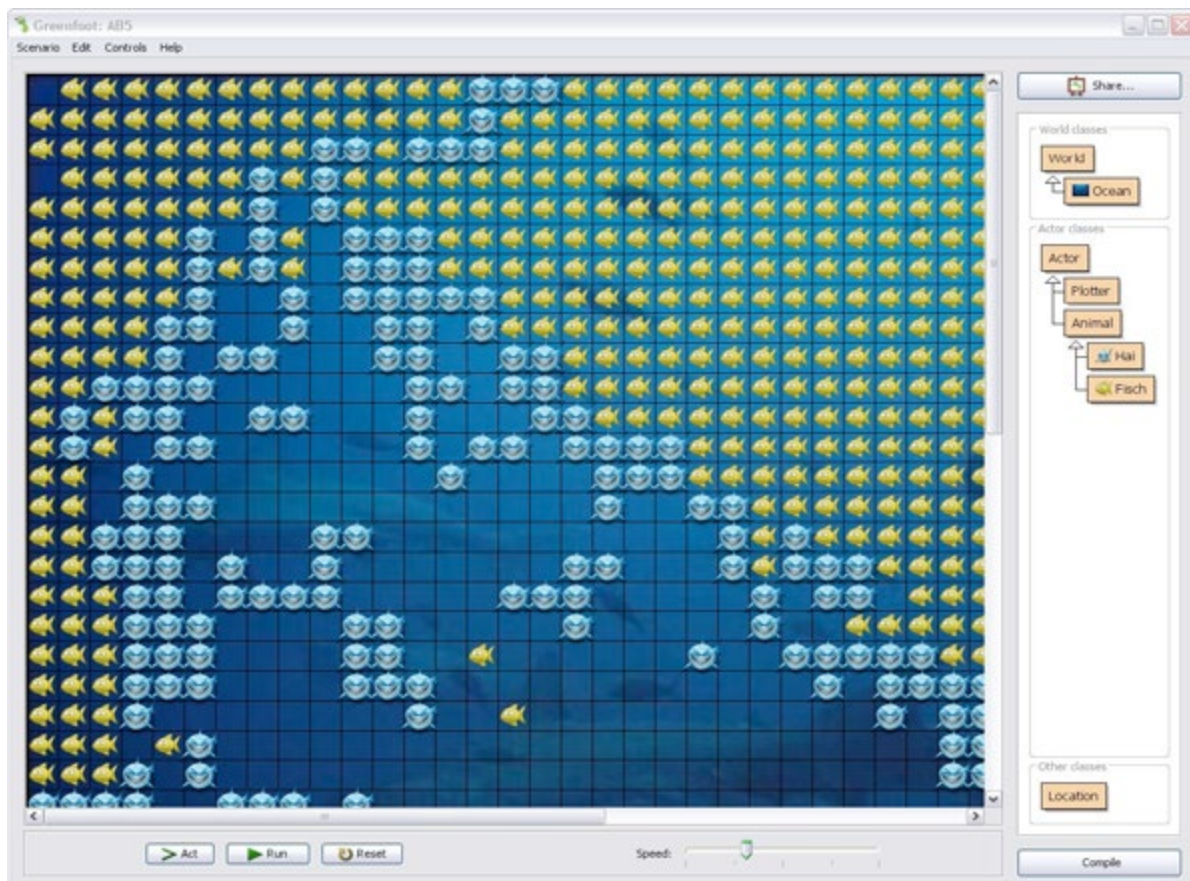 Greenfoot: AB5
Scenario Edit Controls Help
Share...
World classes
World
Ocean
Actor classes
Actor
Plotter
Animal
Hai
Fisch
Other classes
Location
Act
Run
Reset
Speed:
Compile